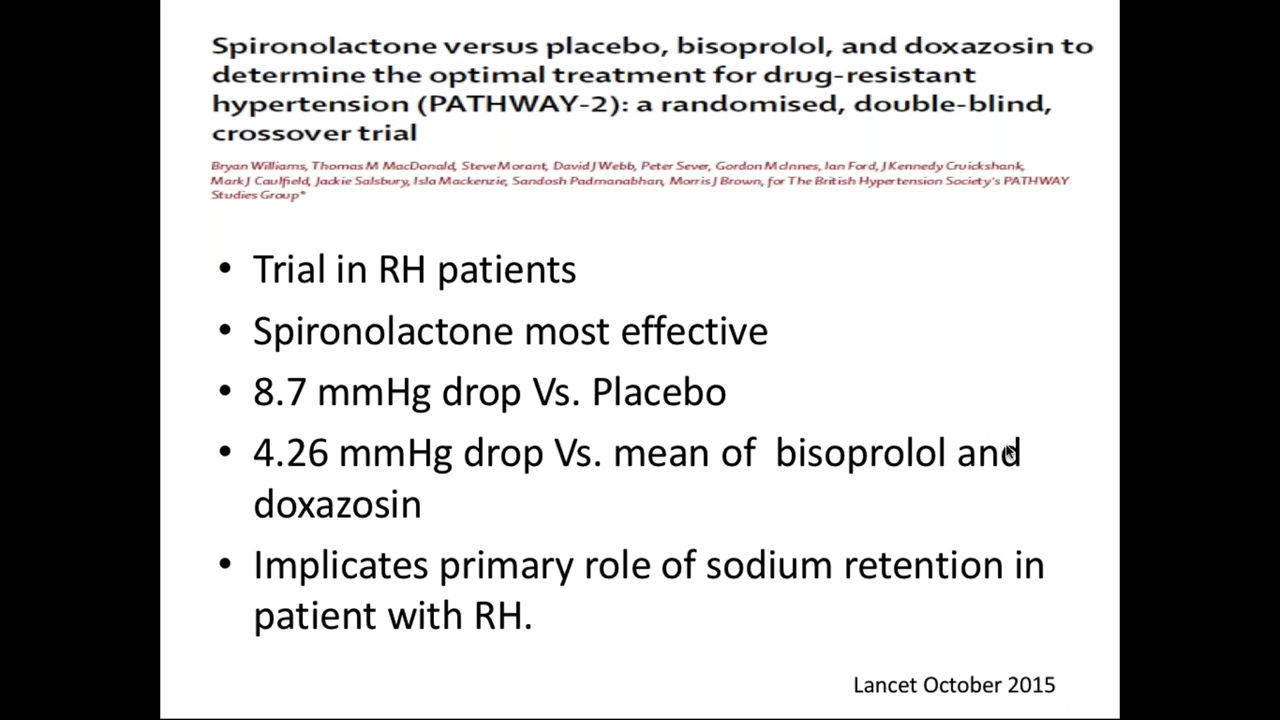 Spironolactone versus placebo, bisoprolol, and doxazosin to
determine the optimal treatment for drug-resistant
hypertension (PATHWAY-2): a randomised, double-blind,
crossover trial
Bryan Williams, Thomas M MacDonald, Steve Morant, David J Webb, Peter Sever, Gordon McInnes, Ian Ford, J Kennedy Cruickshank,
Mark J Caulfield, Jackie Salsbury, Isla Mackenzie, Sandosh Padmanabhan, Morris J Brown, for The British Hypertension Society's PATHWAY
Studies Group*
• Trial in RH patients
• Spironolactone most effective
• 8.7 mmHg drop Vs. Placebo
• 4.26 mmHg drop Vs. mean of bisoprolol and
doxazosin
• Implicates primary role of sodium retention in
patient with RH.
Lancet October 2015